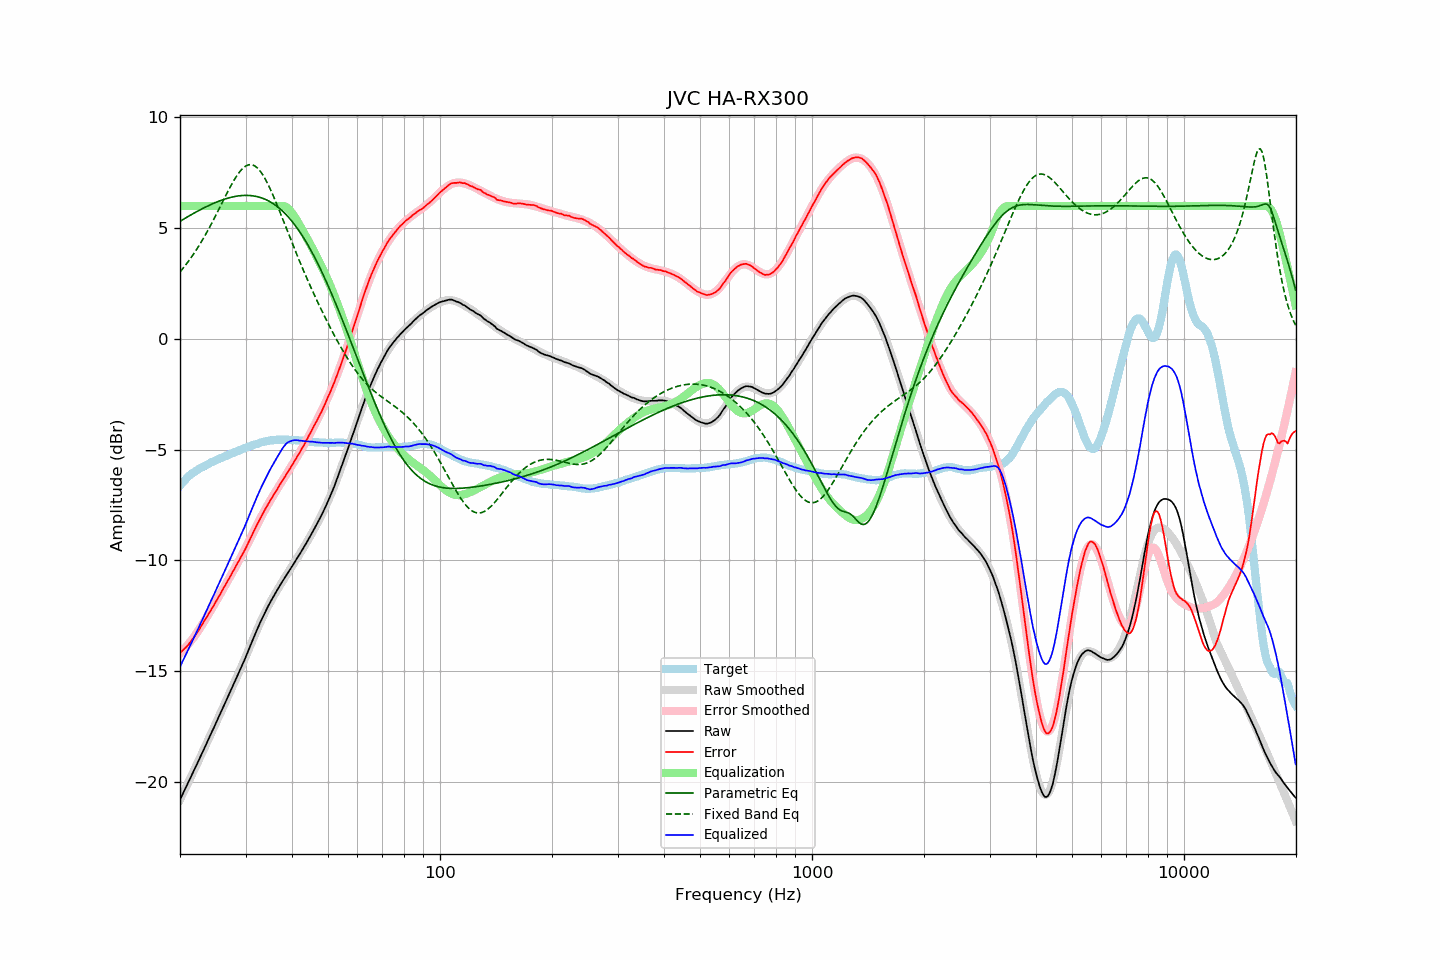 JVC HA-RX300
10
5
0
−5
−10
−15
−20
Amplitude (dBr)
Target
Raw Smoothed
Error Smoothed
Raw
Error
Equalization
Parametric Eq
Fixed Band Eq
Equalized
100
1000
10000
Frequency (Hz)